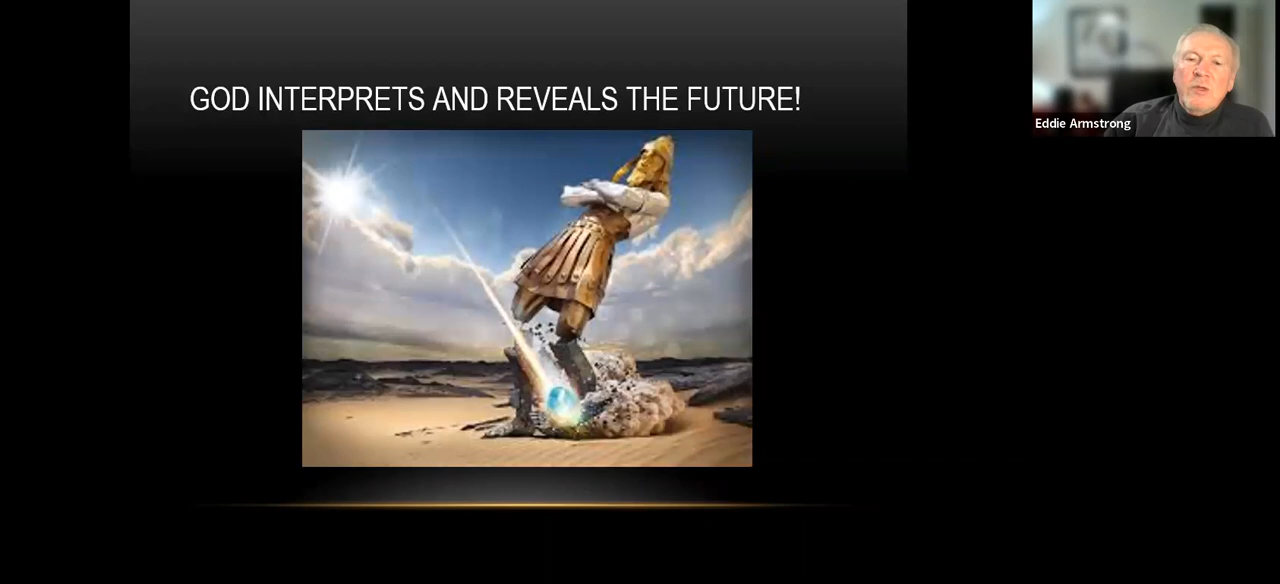 GOD INTERPRETS AND REVEALS THE FUTURE!
Eddie Armstrong